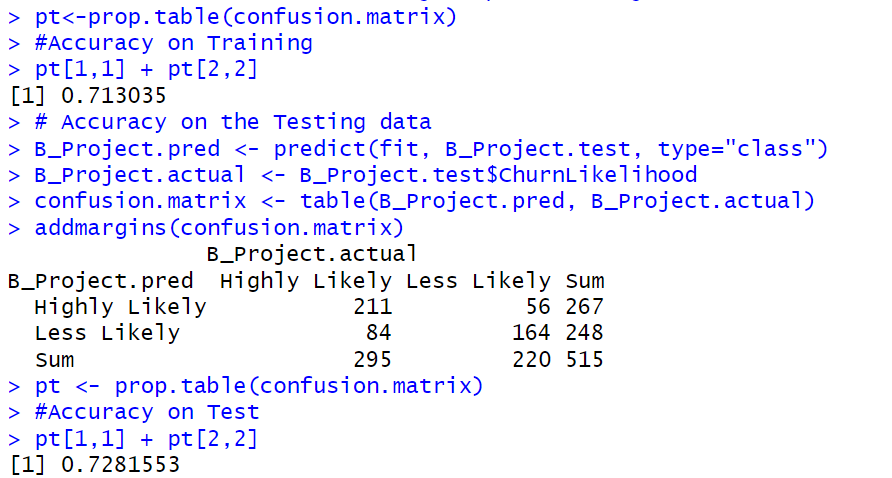 > pt<-prop.table(confusion.matrix)
> #Accuracy on Training
> pt[1,1] + pt[2,2]
[1] 0.713035
> # Accuracy on the Testing data
> B_Project.pred <- predict(fit, B_Project.test, type="class")
> B_Project.actual <- B_Project.test$ChurnLikelihood
> confusion.matrix <- table(B_Project.pred, B_Project.actual)
> addmargins(confusion.matrix)
               B_Project.actual
B_Project.pred  Highly Likely Less Likely Sum
  Highly Likely           211          56 267
  Less Likely              84         164 248
  Sum                     295         220 515
> pt <- prop.table(confusion.matrix)
> #Accuracy on Test
> pt[1,1] + pt[2,2]
[1] 0.7281553